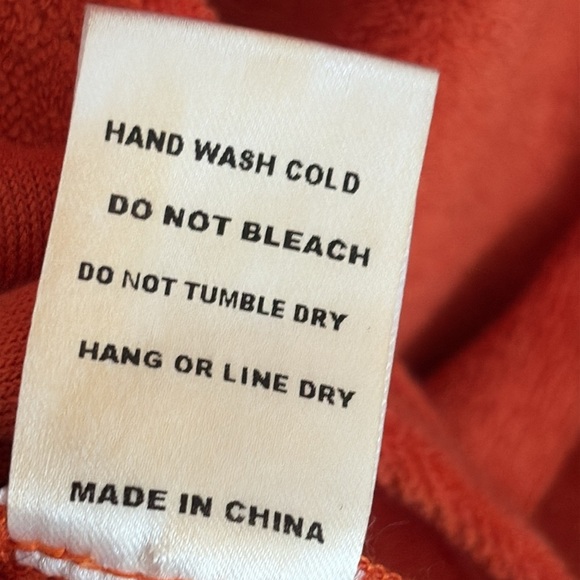 HAND WASH COLD
DO NOT BLEACH
DO NOT TUMBLE DRY
HANG OR LINE DRY
MADE IN CHINA